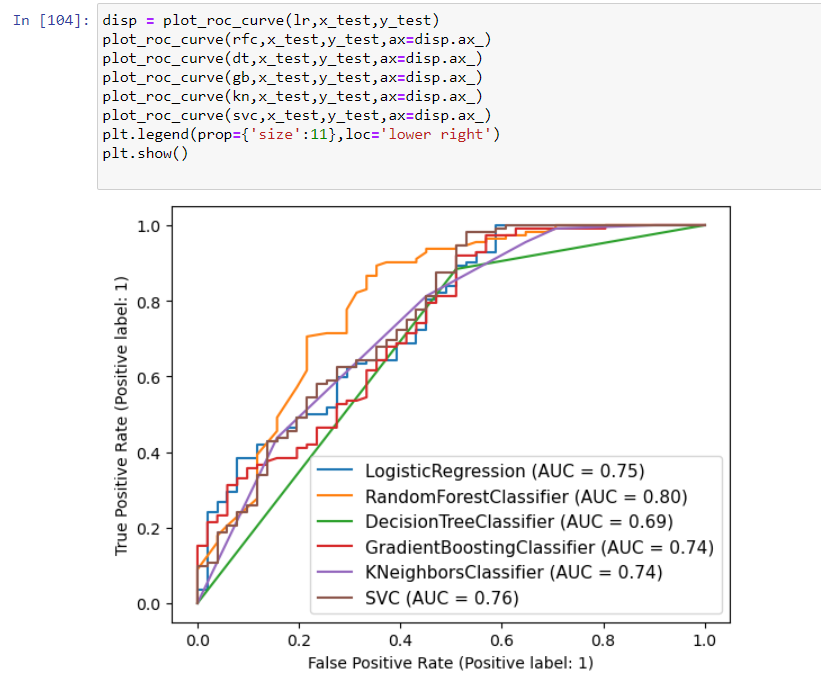 In [104]:
disp = plot_roc_curve(lr,x_test,y_test)
plot_roc_curve(rfc,x_test,y_test,ax=disp.ax_)
plot_roc_curve(dt,x_test,y_test,ax=disp.ax_)
plot_roc_curve(gb,x_test,y_test,ax=disp.ax_)
plot_roc_curve(kn,x_test,y_test,ax=disp.ax_)
plot_roc_curve(svc,x_test,y_test,ax=disp.ax_)
plt.legend(prop={'size':11},loc='lower right')
plt.show()
True Positive Rate (Positive label: 1)
1.0
0.8
0.6
0.4
0.2
0.0
LogisticRegression (AUC = 0.75)
RandomForestClassifier (AUC = 0.80)
DecisionTreeClassifier (AUC = 0.69)
GradientBoostingClassifier (AUC = 0.74)
KNeighborsClassifier (AUC = 0.74)
SVC (AUC = 0.76)
0.0 0.2 0.4 0.6 0.8 1.0
False Positive Rate (Positive label: 1)